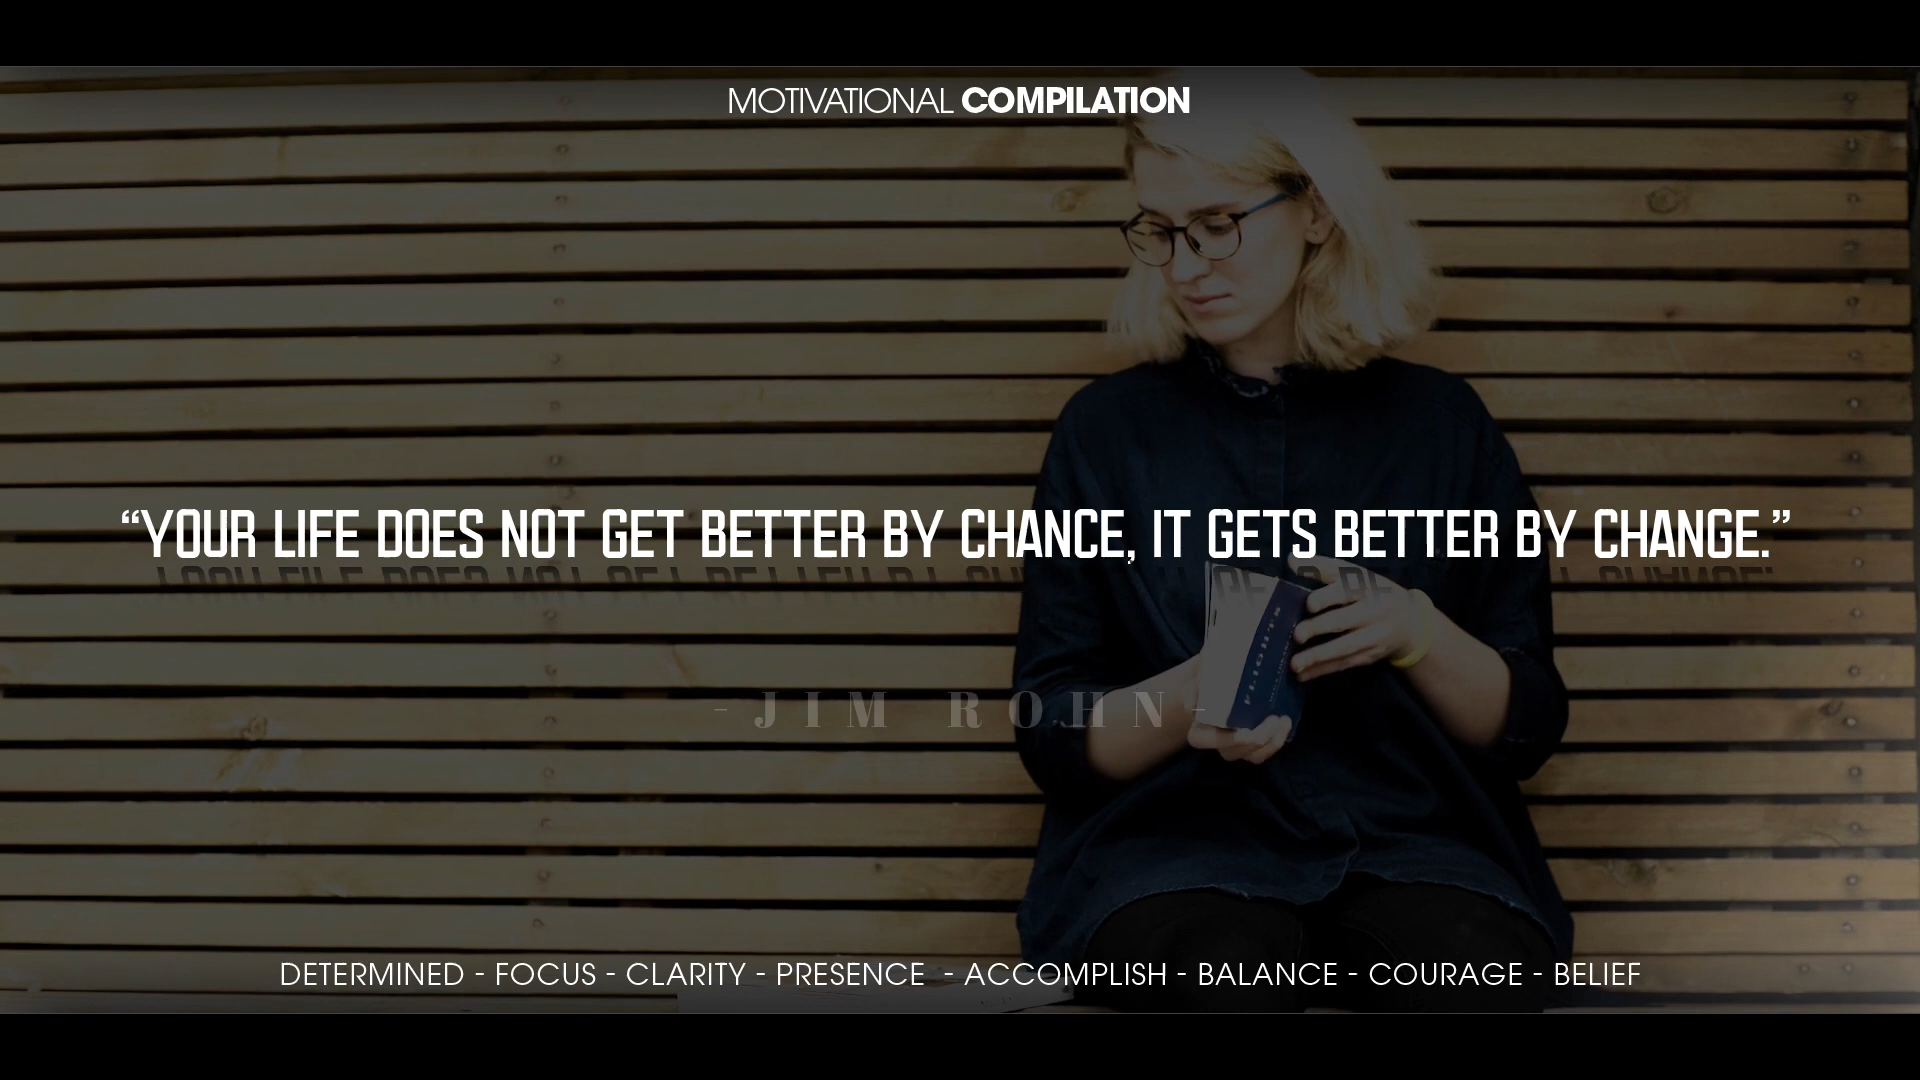 MOTIVATIONAL COMPILATION
“YOUR LIFE DOES NOT GET BETTER BY CHANCE, IT GETS BETTER BY CHANGE.”
FLIGHTS
- JIM ROHN -
DETERMINED - FOCUS - CLARITY - PRESENCE - ACCOMPLISH - BALANCE - COURAGE - BELIEF